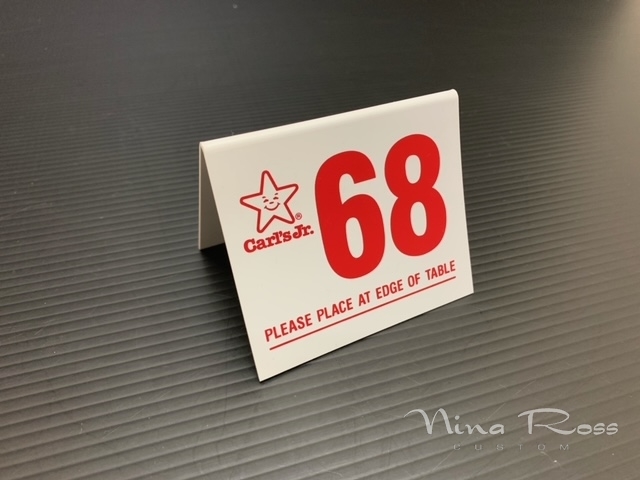 68
®
Carl's Jr.
PLEASE PLACE AT EDGE OF TABLE
Nina Ross
CUSTOM